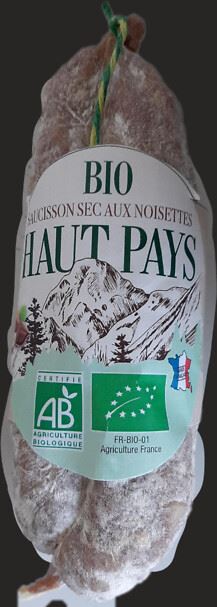 BIO
SAUCISSON SEC AUX NOISETTES
HAUT PAYS
CERTIFIÉ
AB
AGRICULTURE
BIOLOGIQUE
FR-BIO-01
Agriculture France